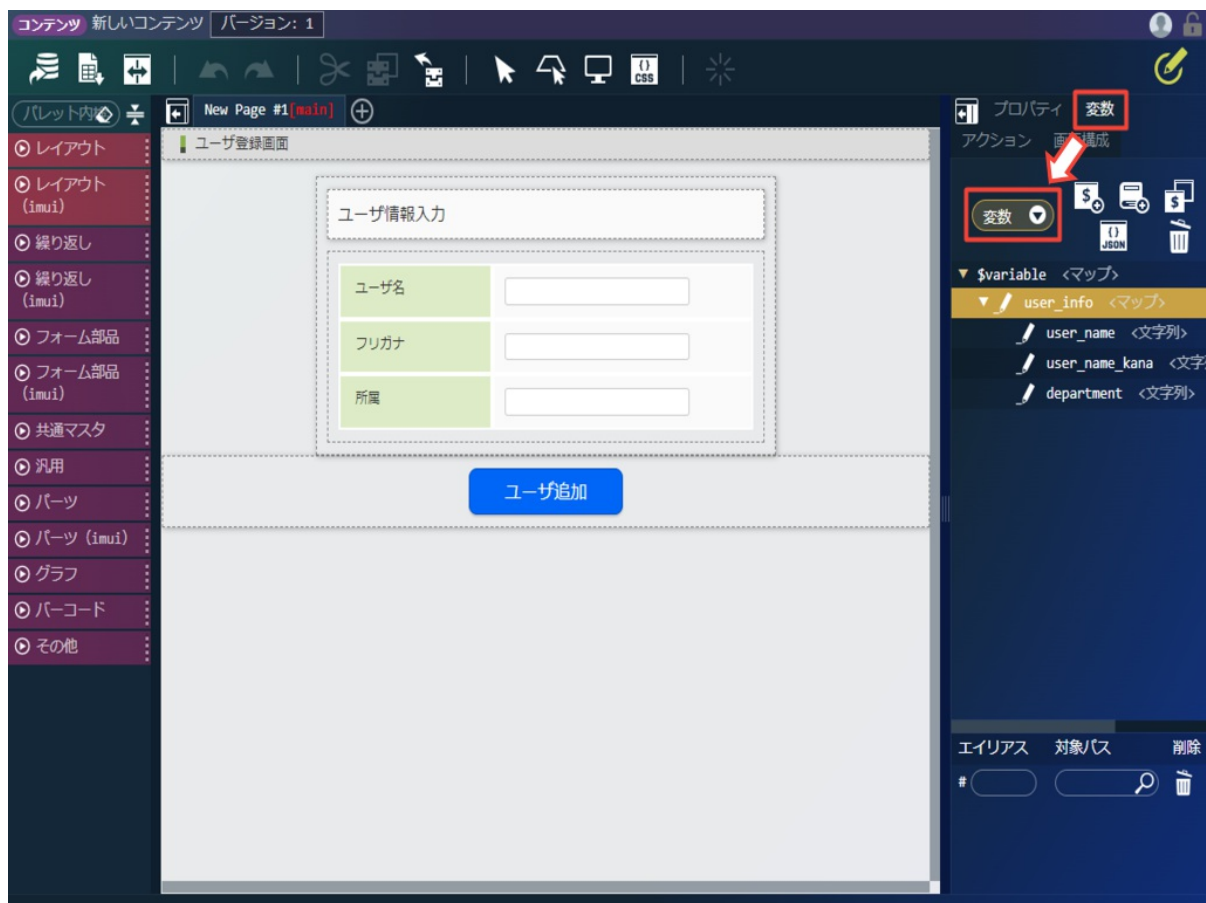 コンテンツ 新しいコンテンツ バージョン: 1
{} CSS
パレット内検
New Page #1[main]
プロパティ 変数
アクション 画面構成
レイアウト
レイアウト
(imui)
繰り返し
繰り返し
(imui)
フォーム部品
フォーム部品
(imui)
共通マスタ
汎用
パーツ
パーツ (imui)
グラフ
バーコード
その他
ユーザ登録画面
ユーザ情報入力
ユーザ名
フリガナ
所属
ユーザ追加
変数
$
$
{} JSON
$variable <マップ>
user_info <マップ>
user_name <文字列>
user_name_kana <文字
department <文字列>
エイリアス 対象パス 削除
#